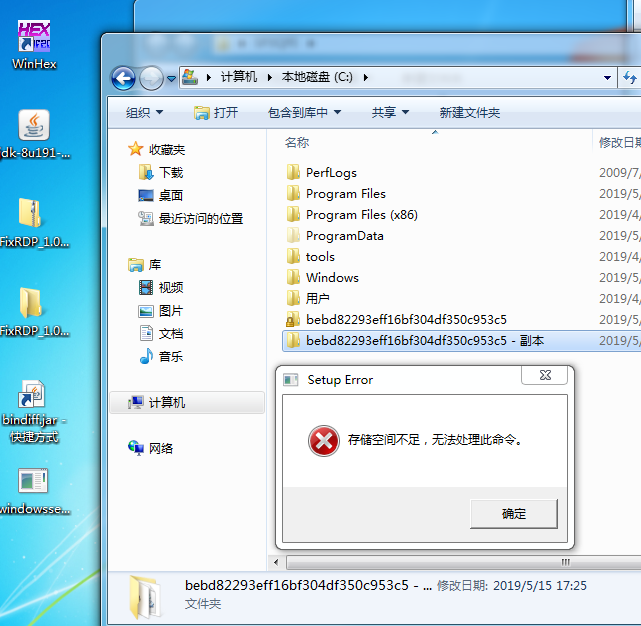 WinHex
dk-8u191-...
FixRDP_1.0...
FixRDP_1.0...
bindiff.jar -
快捷方式
windowsse...
计算机 本地磁盘 (C:)
组织 打开 包含到库中 共享 新建文件夹
收藏夹
下载
桌面
最近访问的位置
库
视频
图片
文档
音乐
计算机
网络
名称 修改日期
PerfLogs 2009/7/
Program Files 2019/5/
Program Files (x86) 2019/4/
ProgramData 2019/5/
tools 2019/4/
Windows 2019/5/
用户 2019/4/
bebd82293eff16bf304df350c953c5 2019/5/
bebd82293eff16bf304df350c953c5 - 副本 2019/5/
Setup Error
存储空间不足，无法处理此命令。
确定
bebd82293eff16bf304df350c953c5 - ... 修改日期: 2019/5/15 17:25
文件夹